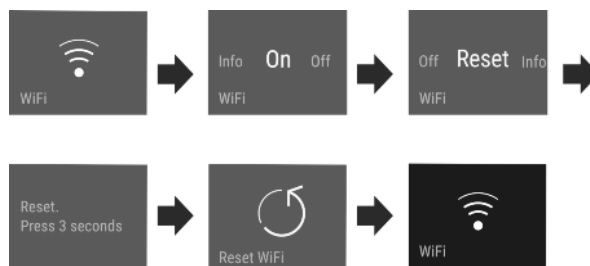 WiFi
Info On Off
WiFi
Off Reset Info
WiFi
Reset.
Press 3 seconds
Reset WiFi
WiFi